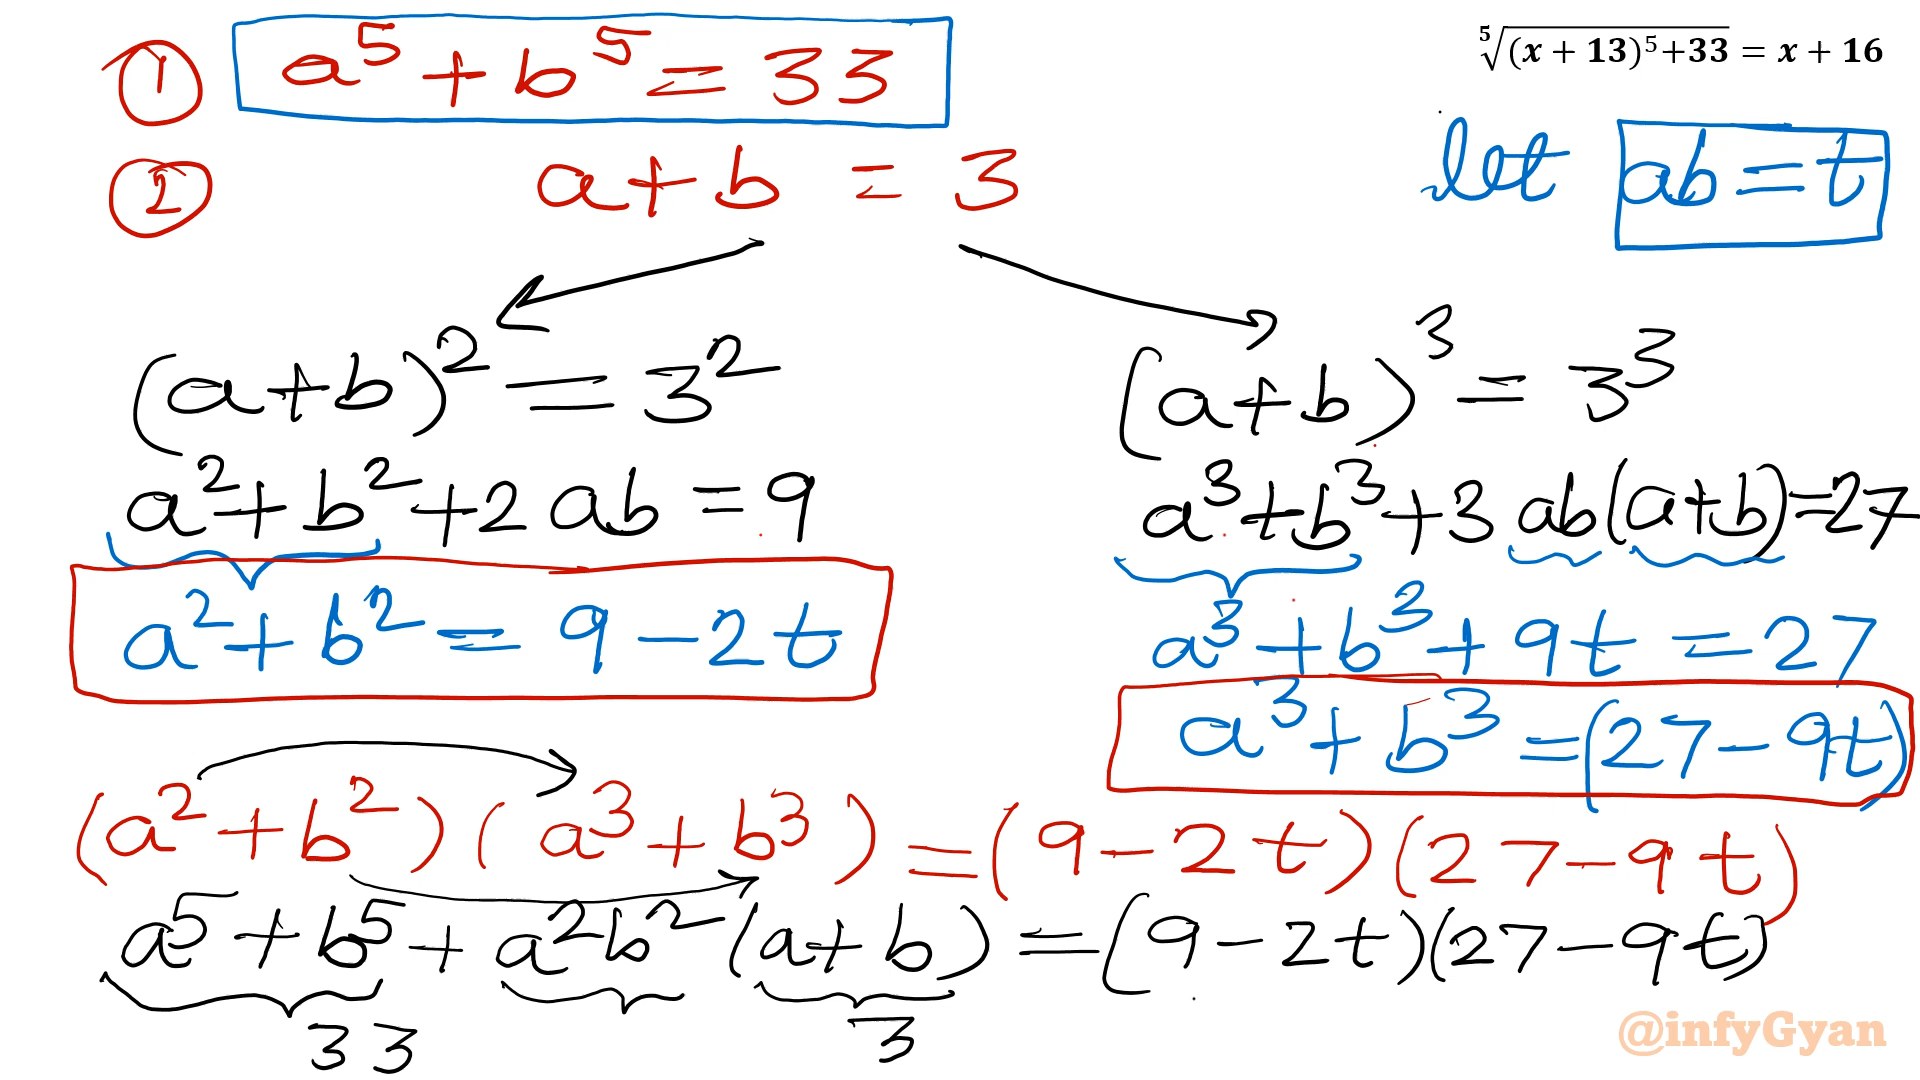 ① a⁵ + b⁵ = 33
⁵√(x + 13)⁵+33 = x + 16
② a + b = 3
let ab = t
(a+b)² = 3²
(a+b)³ = 3³
a²+b²+2ab = 9
a³+b³+3ab(a+b)=27
a²+b² = 9-2t
a³+b³+9t = 27
a³+b³ = (27-9t)
(a²+b²)(a³+b³) = (9-2t)(27-9t)
a⁵+b⁵+a²b²(a+b) = (9-2t)(27-9t)
33 3
@infyGyan